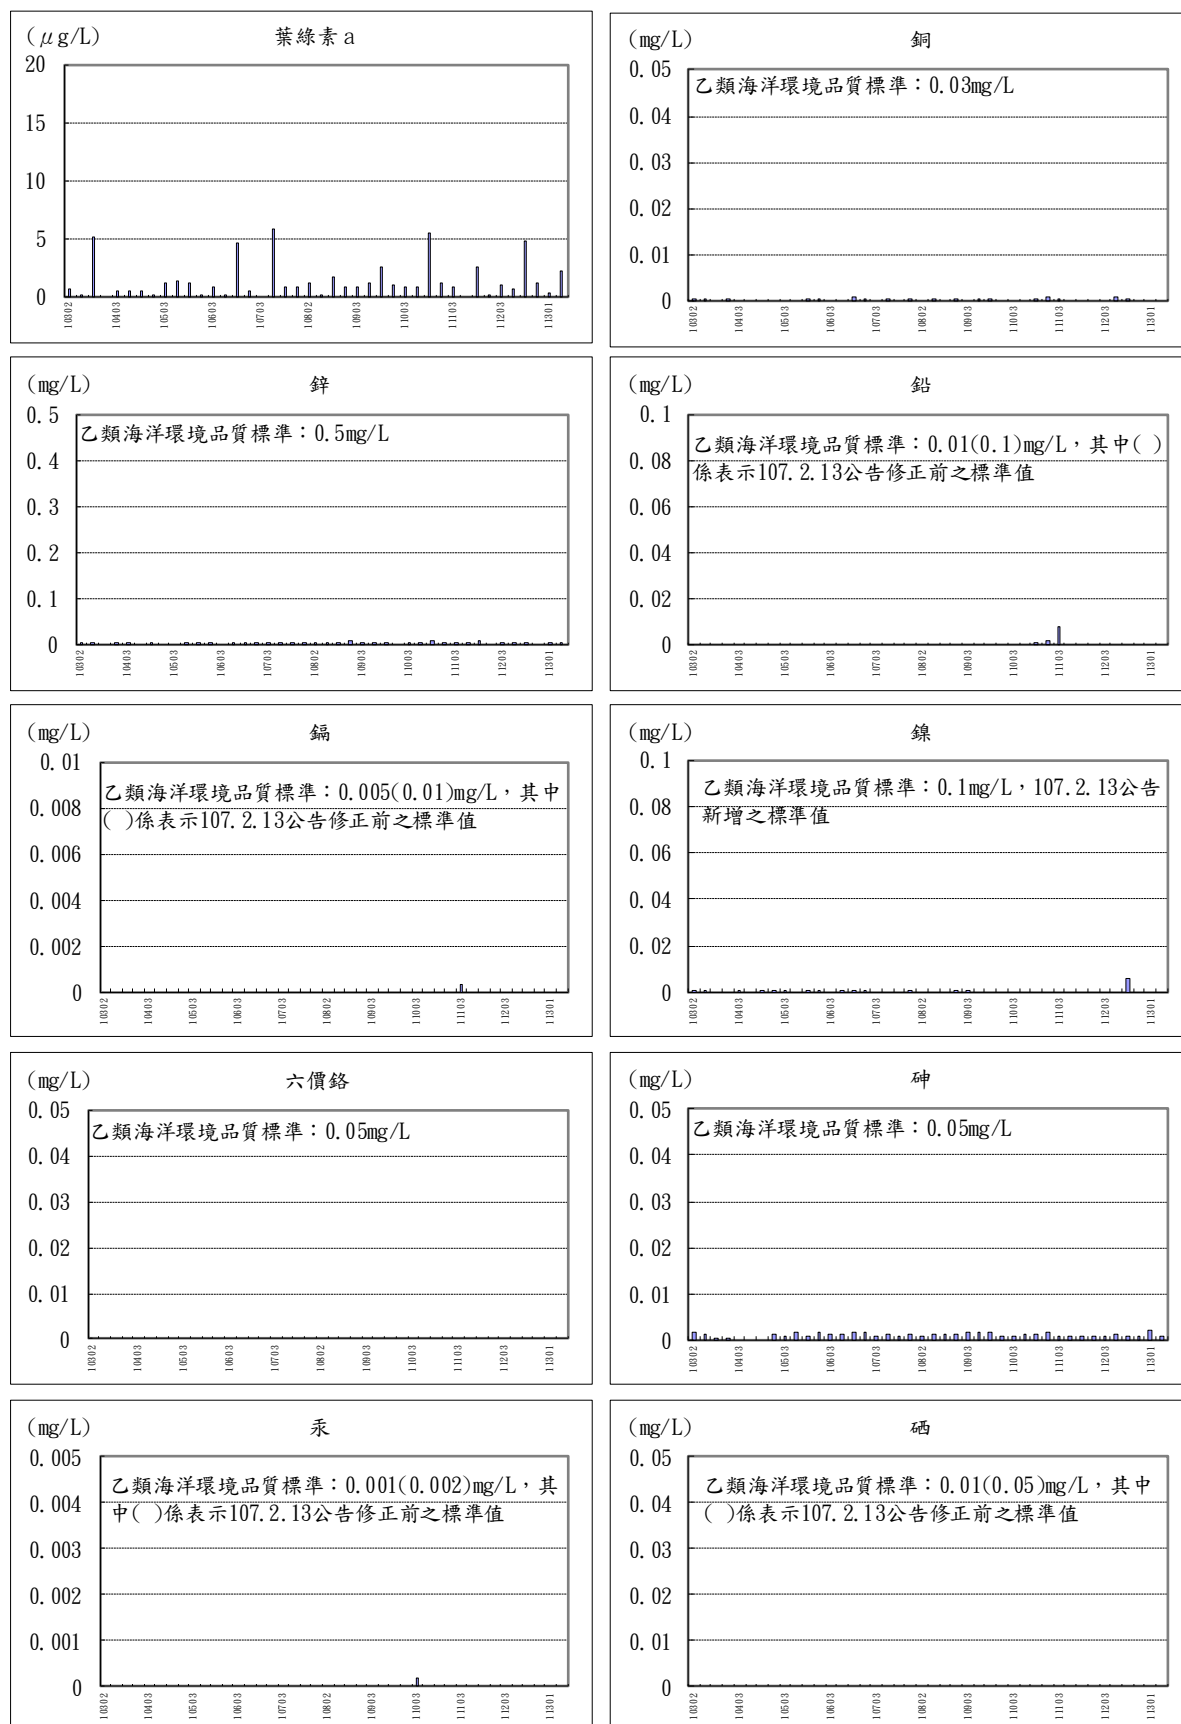 (μg/L) 葉綠素a
20
15
10
5
0
10302 10403 10503 10603 10703 10802 10903 11003 11103 11203 11301
(mg/L) 銅
0.05
乙類海洋環境品質標準：0.03mg/L
0.04
0.03
0.02
0.01
0
10302 10403 10503 10603 10703 10802 10903 11003 11103 11203 11301
(mg/L) 鋅
0.5
乙類海洋環境品質標準：0.5mg/L
0.4
0.3
0.2
0.1
0
10302 10403 10503 10603 10703 10802 10903 11003 11103 11203 11301
(mg/L) 鉛
0.1
乙類海洋環境品質標準：0.01(0.1)mg/L，其中( )
係表示107.2.13公告修正前之標準值
0.08
0.06
0.04
0.02
0
10302 10403 10503 10603 10703 10802 10903 11003 11103 11203 11301
(mg/L) 鎘
0.01
乙類海洋環境品質標準：0.005(0.01)mg/L，其中
( )係表示107.2.13公告修正前之標準值
0.008
0.006
0.004
0.002
0
10302 10403 10503 10603 10703 10802 10903 11003 11103 11203 11301
(mg/L) 鎳
0.1
乙類海洋環境品質標準：0.1mg/L，107.2.13公告
新增之標準值
0.08
0.06
0.04
0.02
0
10302 10403 10503 10603 10703 10802 10903 11003 11103 11203 11301
(mg/L) 六價鉻
0.05
乙類海洋環境品質標準：0.05mg/L
0.04
0.03
0.02
0.01
0
10302 10403 10503 10603 10703 10802 10903 11003 11103 11203 11301
(mg/L) 砷
0.05
乙類海洋環境品質標準：0.05mg/L
0.04
0.03
0.02
0.01
0
10302 10403 10503 10603 10703 10802 10903 11003 11103 11203 11301
(mg/L) 汞
0.005
乙類海洋環境品質標準：0.001(0.002)mg/L，其
中( )係表示107.2.13公告修正前之標準值
0.004
0.003
0.002
0.001
0
10302 10403 10503 10603 10703 10802 10903 11003 11103 11203 11301
(mg/L) 硒
0.05
乙類海洋環境品質標準：0.01(0.05)mg/L，其中
( )係表示107.2.13公告修正前之標準值
0.04
0.03
0.02
0.01
0
10302 10403 10503 10603 10703 10802 10903 11003 11103 11203 11301